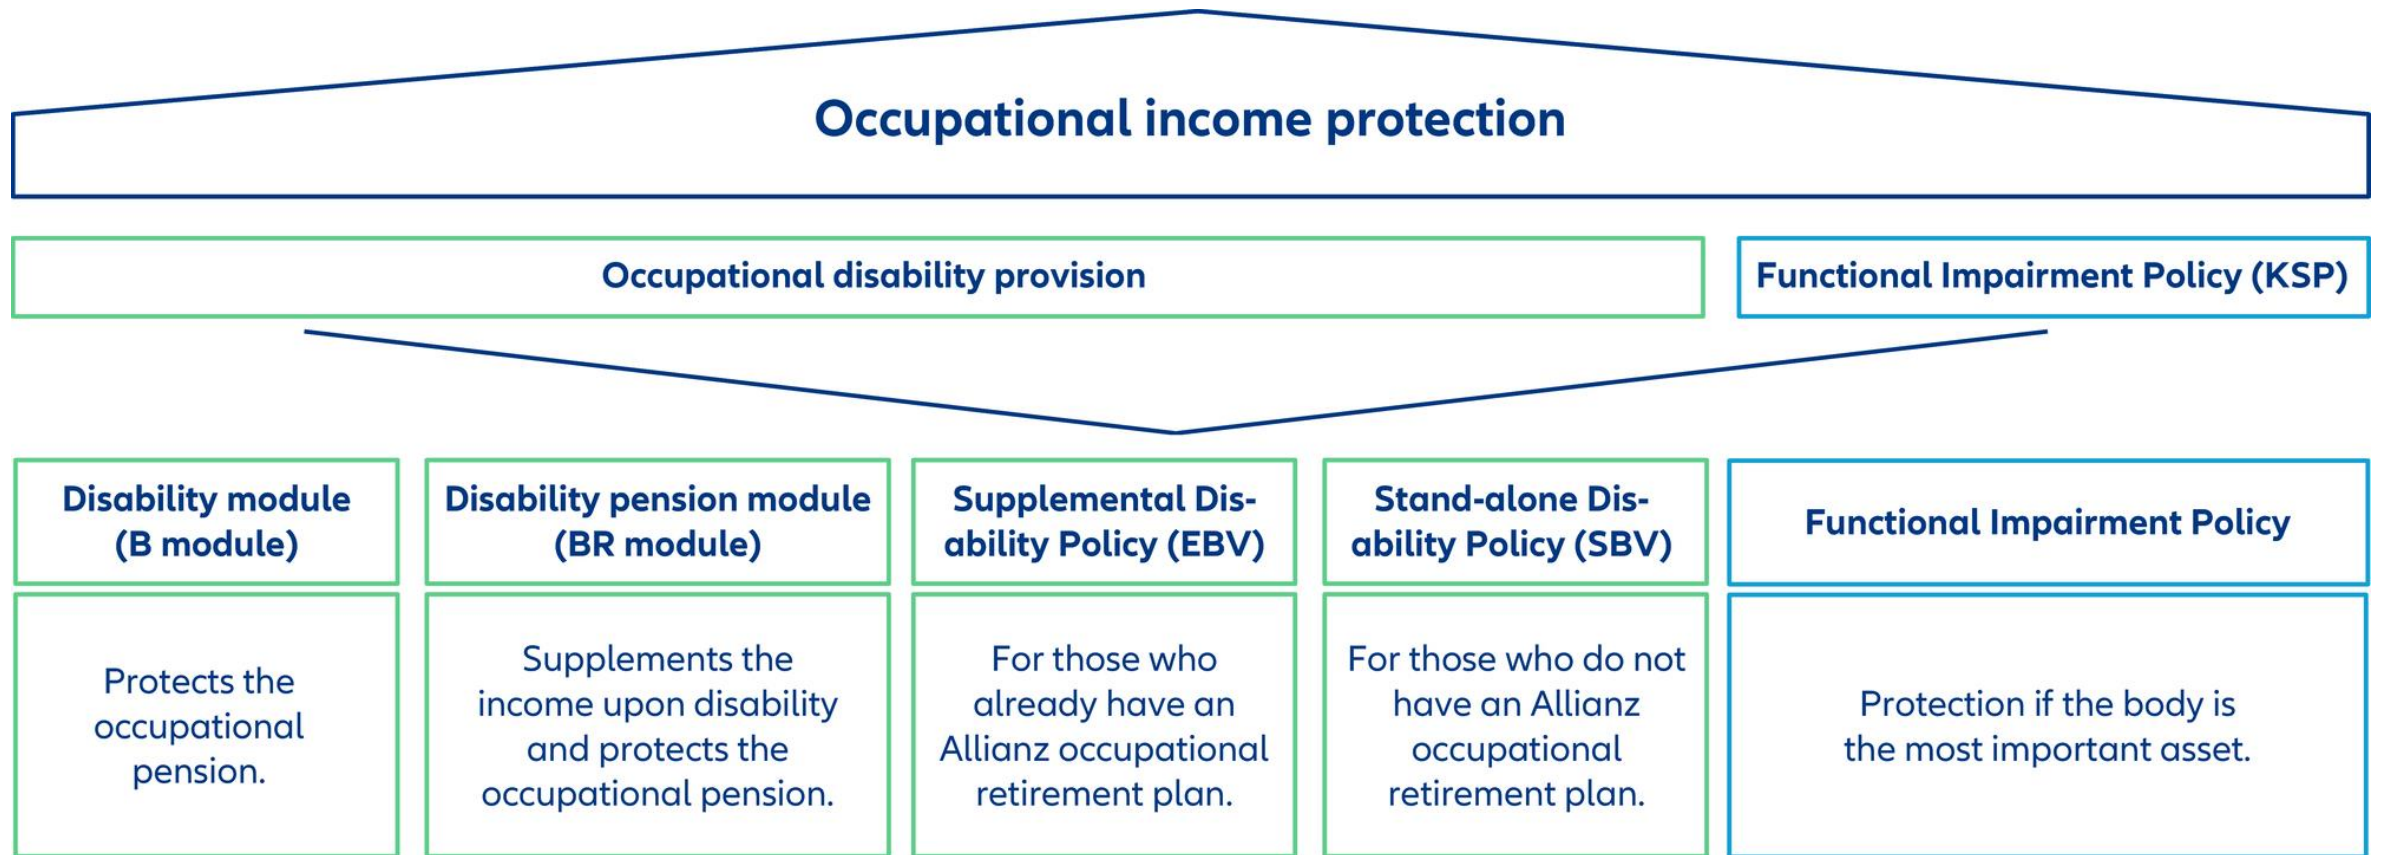 Occupational income protection
Occupational disability provision
Functional Impairment Policy (KSP)
Disability module
(B module)
Protects the
occupational
pension.
Disability pension module
(BR module)
Supplements the
income upon disability
and protects the
occupational pension.
Supplemental Dis-
ability Policy (EBV)
For those who
already have an
Allianz occupational
retirement plan.
Stand-alone Dis-
ability Policy (SBV)
For those who do not
have an Allianz
occupational
retirement plan.
Functional Impairment Policy
Protection if the body is
the most important asset.